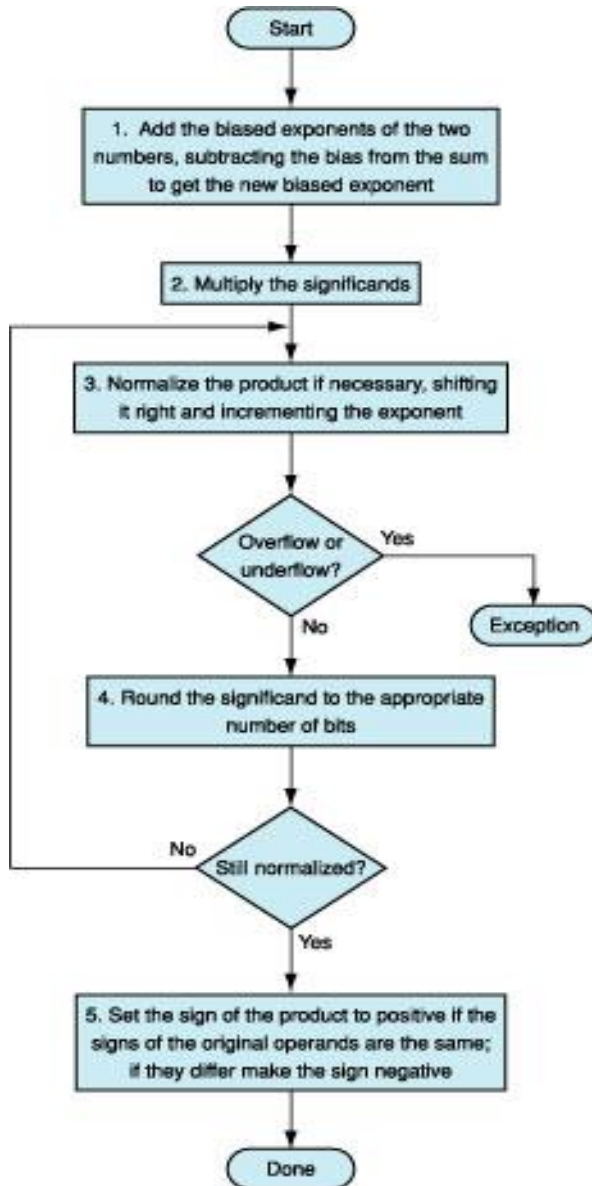 Start
1. Add the biased exponents of the two
numbers, subtracting the bias from the sum
to get the new biased exponent
2. Multiply the significands
3. Normalize the product if necessary, shifting
it right and incrementing the exponent
Overflow or
underflow?
Yes
Exception
No
4. Round the significand to the appropriate
number of bits
No
Still normalized?
Yes
5. Set the sign of the product to positive if the
signs of the original operands are the same;
if they differ make the sign negative
Done